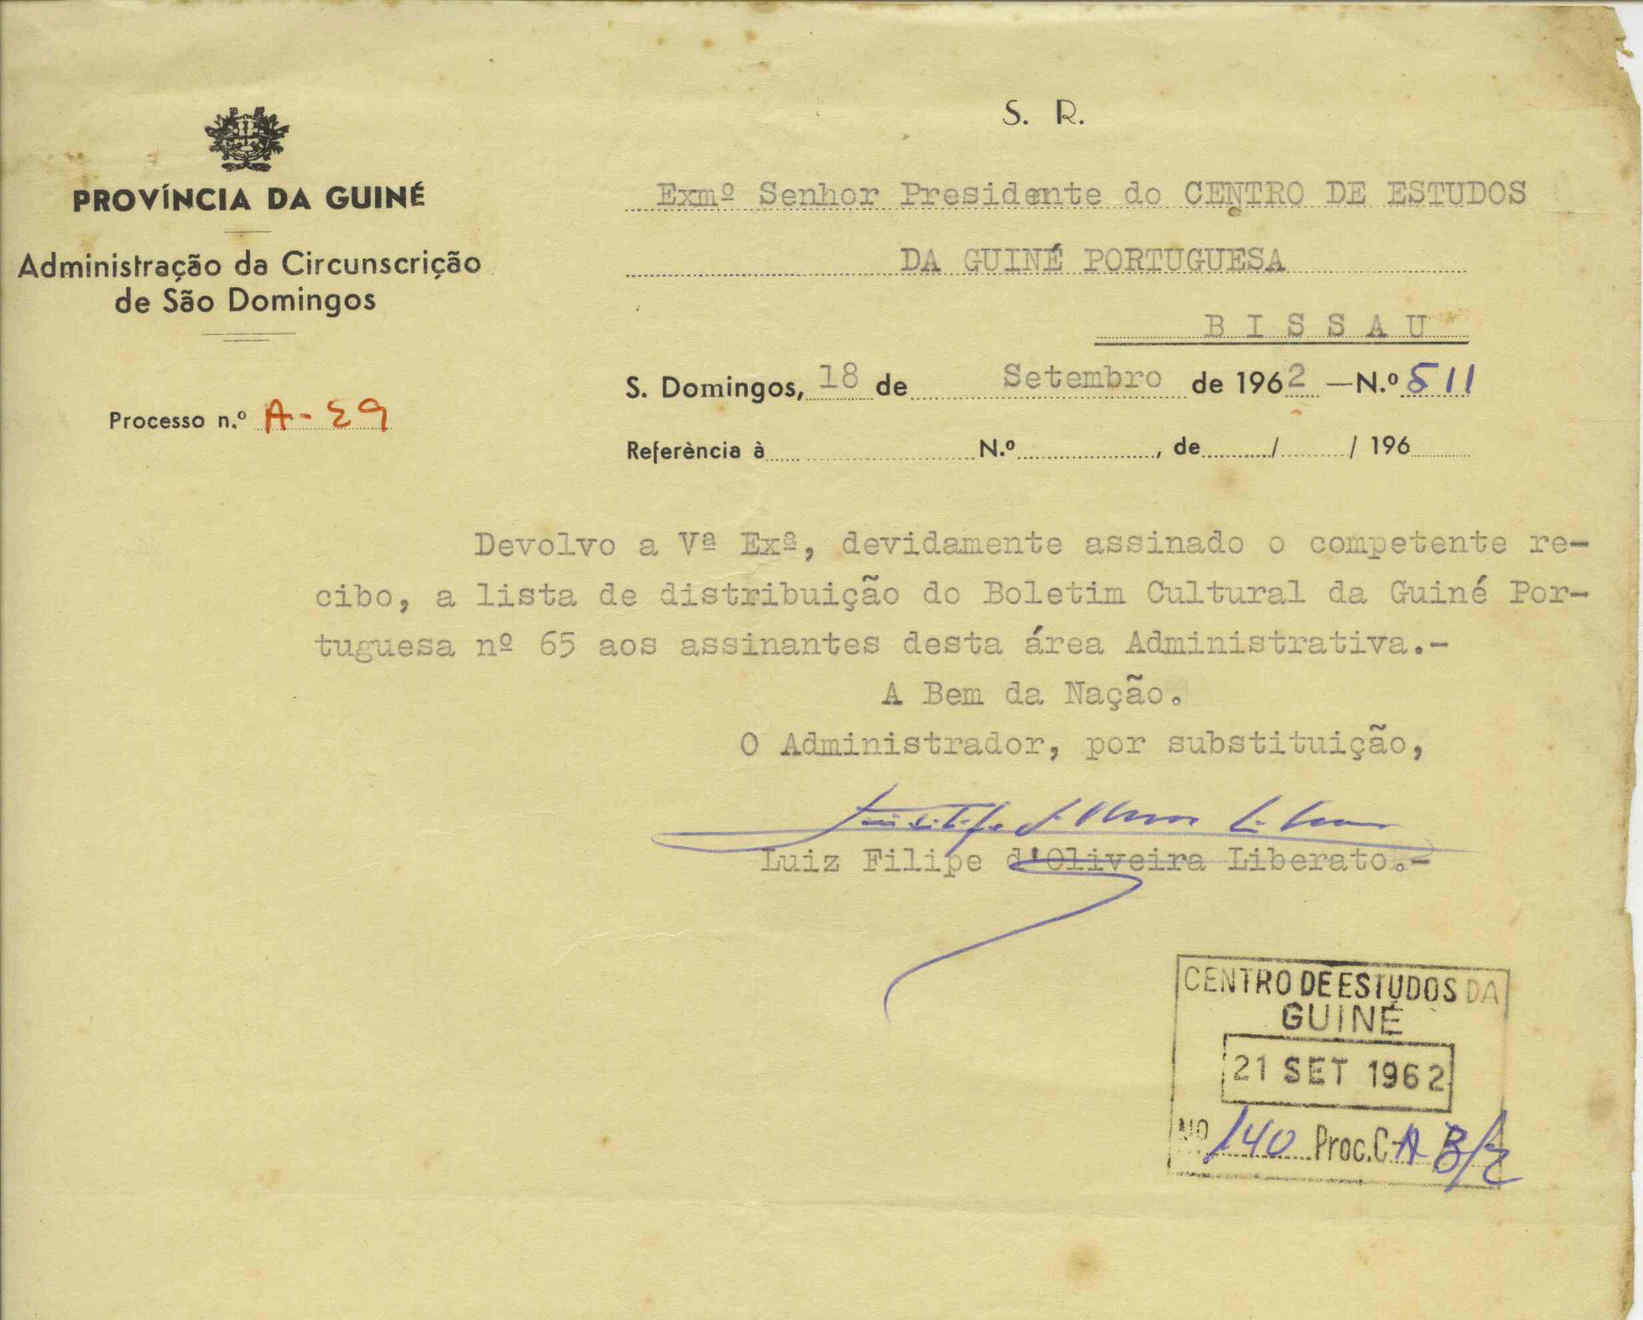 S. R.
PROVÍNCIA DA GUINÉ
Administração da Circunscrição
de São Domingos
Processo n.º A-29
Exmº Senhor Presidente do CENTRO DE ESTUDOS
DA GUINÉ PORTUGUESA
B I S S A U
S. Domingos, 18 de Setembro de 1962 —N.º 511
Referència à N.º , de / / 196
Devolvo a Vª Exª, devidamente assinado o competente re-
cibo, a lista de distribuição do Boletim Cultural da Guiné Por-
tuguesa nº 65 aos assinantes desta área Administrativa.-
A Bem da Nação.
O Administrador, por substituição,
Luiz Filipe d'Oliveira Liberato.-
CENTRO DE ESTUDOS DA
GUINÉ
21 SET 1962
Nº 140 Proc. C-A B/2